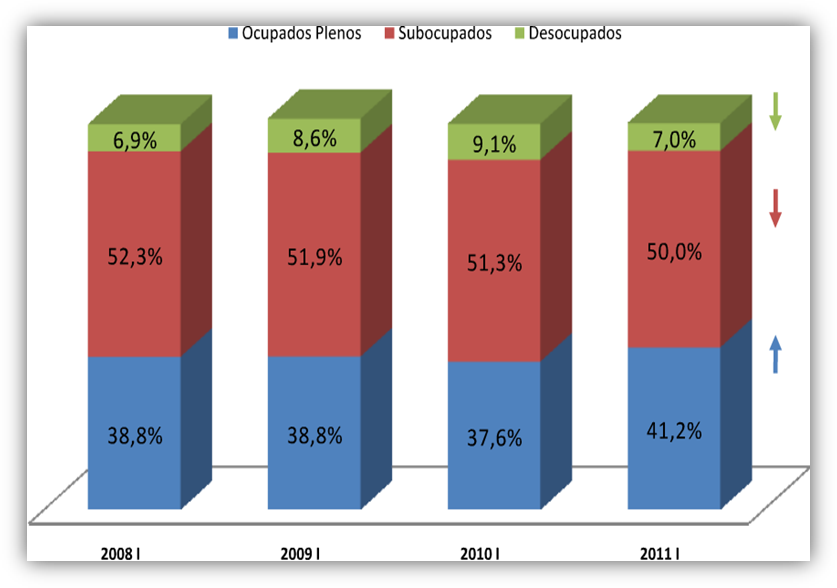 Ocupados Plenos Subocupados Desocupados
6,9% 8,6% 9,1% 7,0%
52,3% 51,9% 51,3% 50,0%
38,8% 38,8% 37,6% 41,2%
2008 I 2009 I 2010 I 2011 I